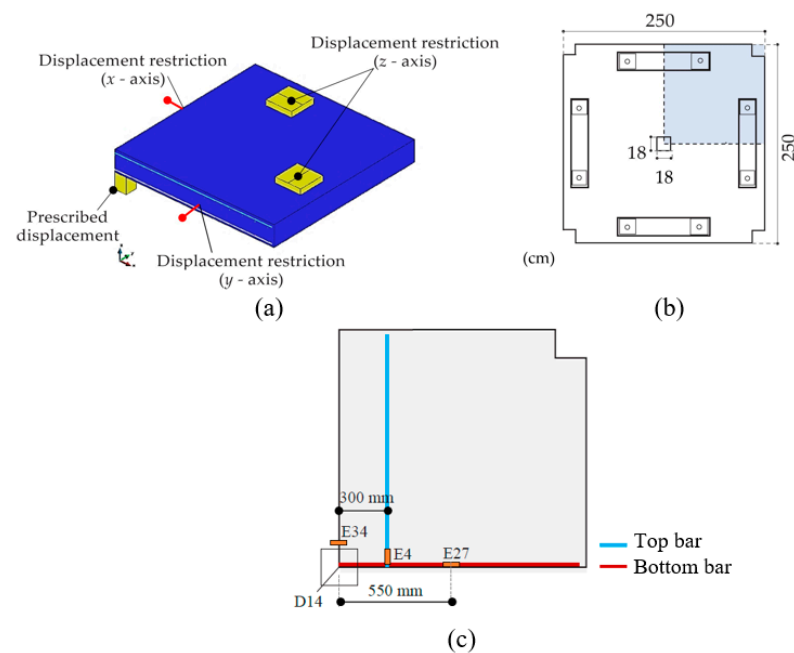 Displacement restriction
(x - axis)
Displacement restriction
(z - axis)
Prescribed
displacement
Displacement restriction
(y - axis)
(a)
250
250
18
18
(cm)
(b)
300 mm
E34
E4
E27
D14
550 mm
Top bar
Bottom bar
(c)